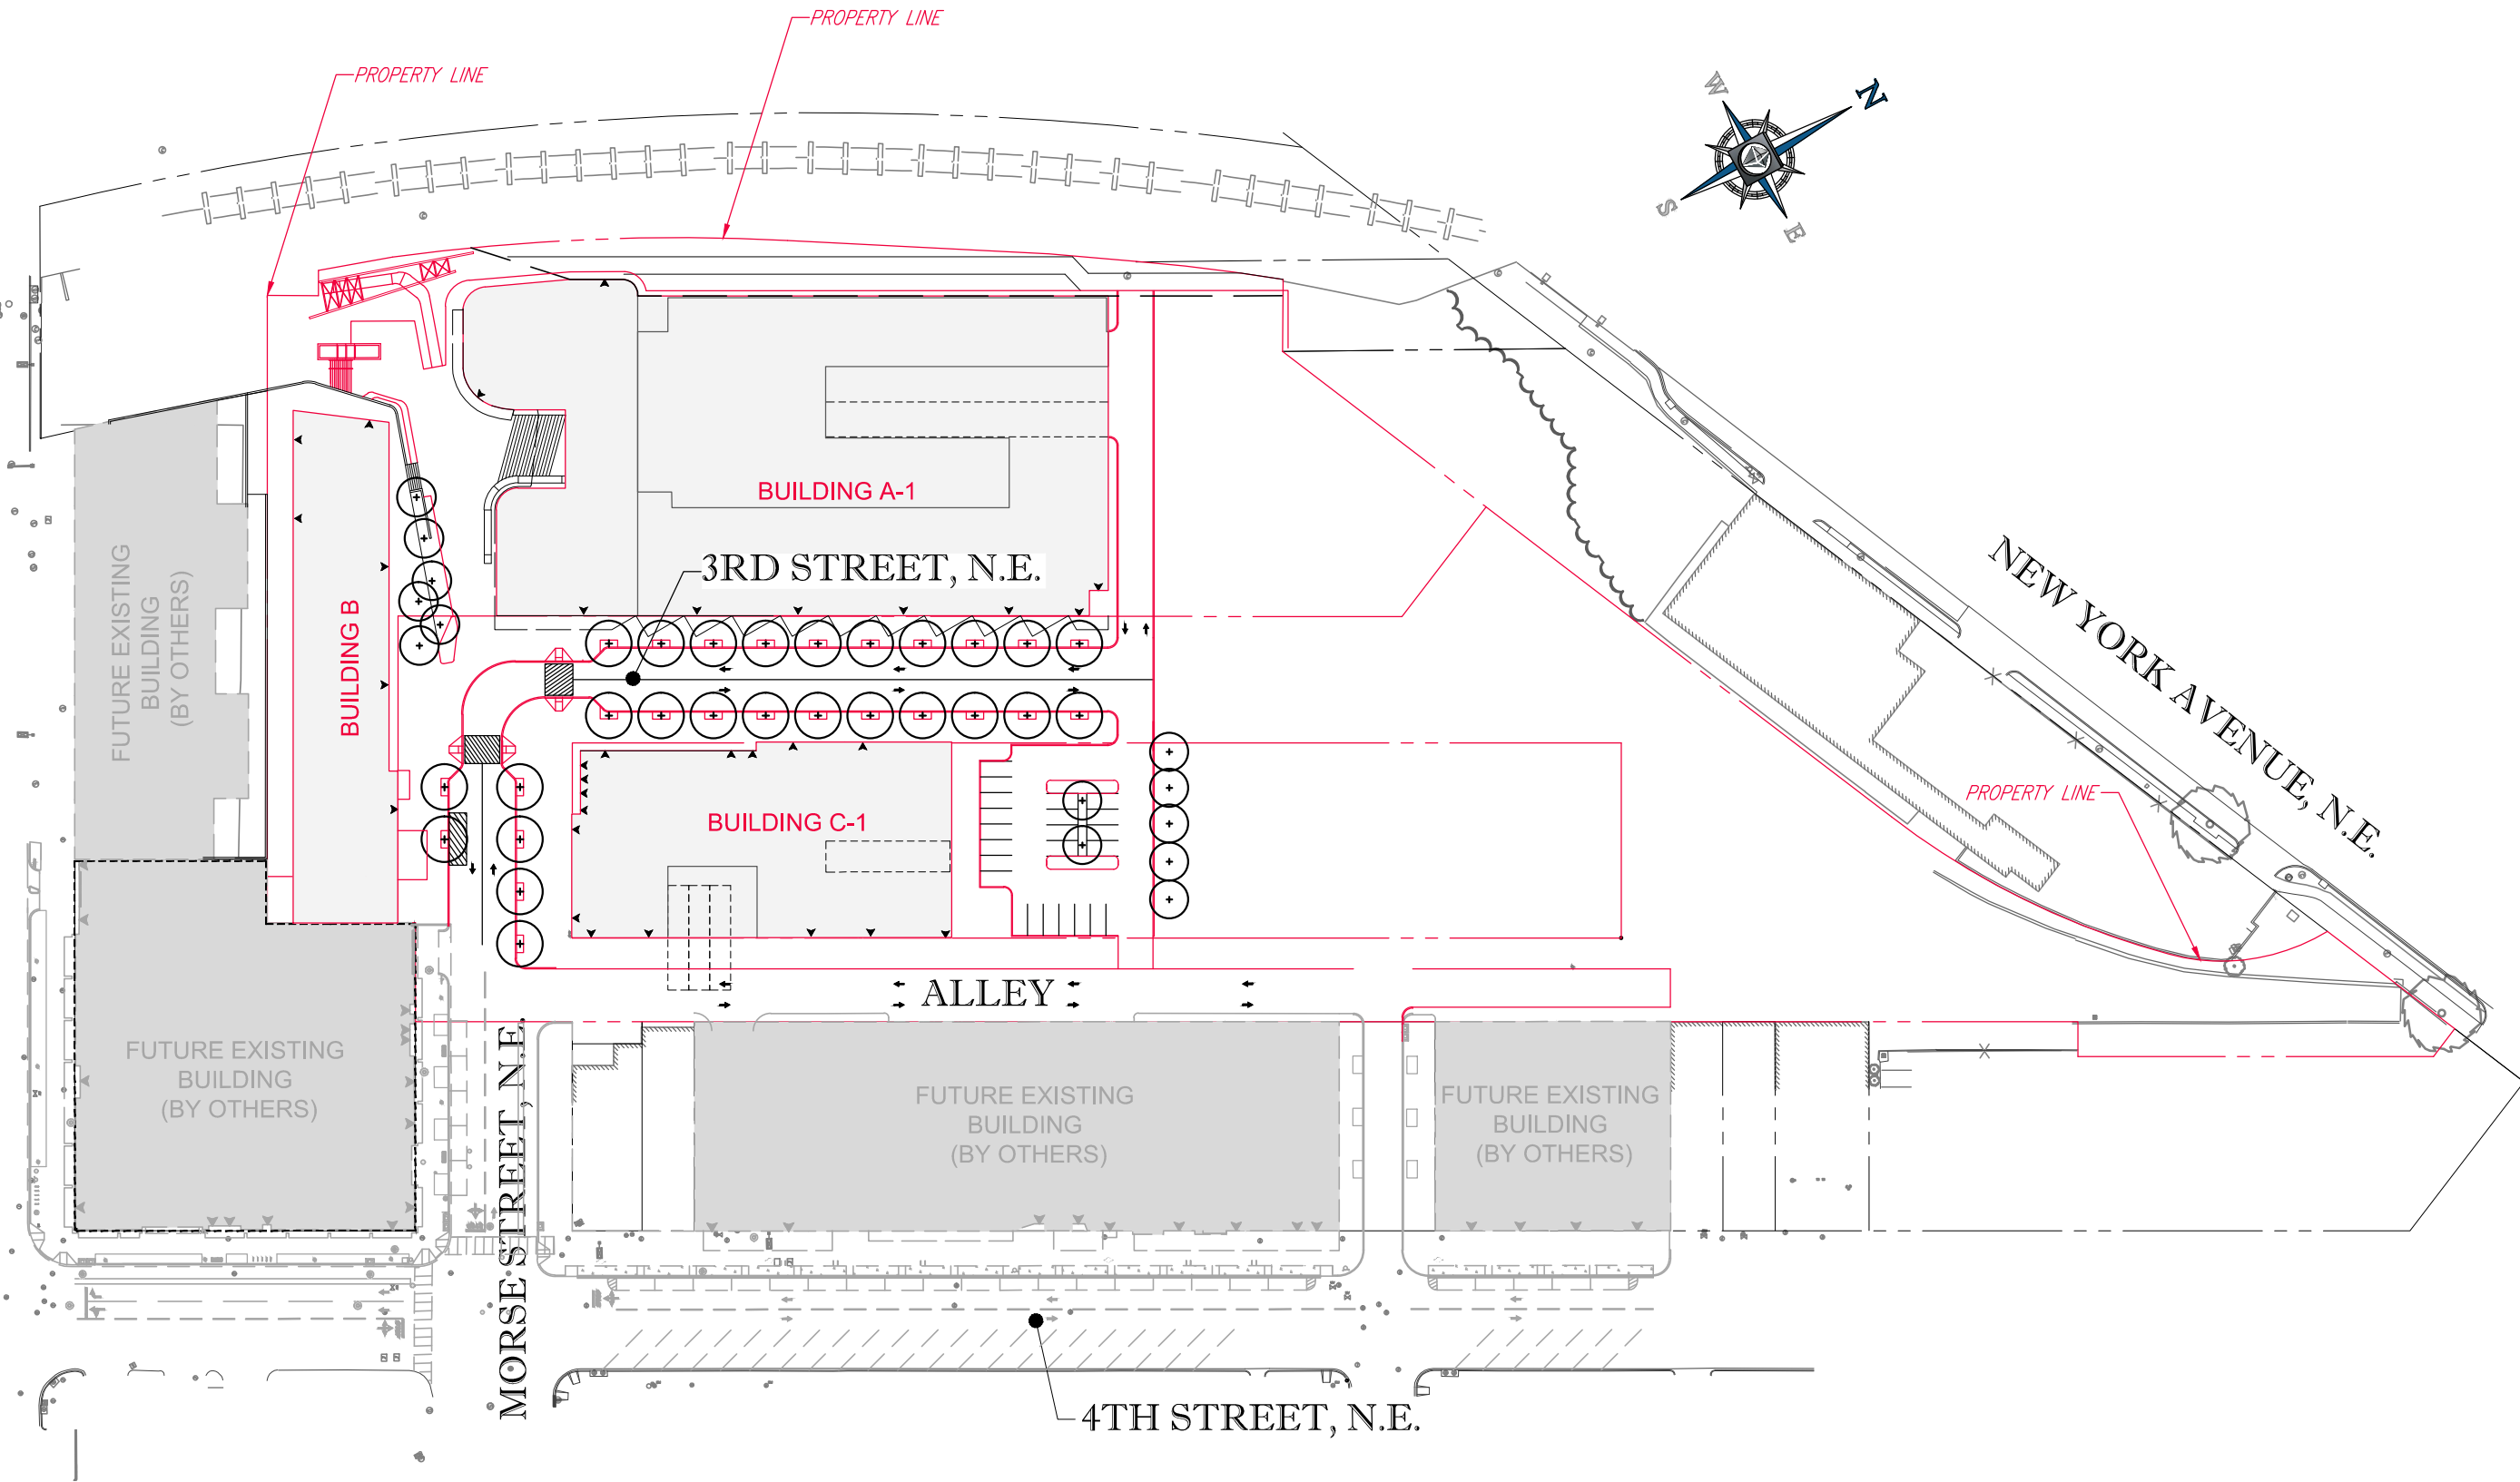 PROPERTY LINE
PROPERTY LINE
W
N
S
E
BUILDING A-1
3RD STREET, N.E.
FUTURE EXISTING
BUILDING
(BY OTHERS)
BUILDING B
NEW YORK AVENUE, N.E.
PROPERTY LINE
BUILDING C-1
ALLEY
FUTURE EXISTING
BUILDING
(BY OTHERS)
MORSE STREET, N.E.
FUTURE EXISTING
BUILDING
(BY OTHERS)
FUTURE EXISTING
BUILDING
(BY OTHERS)
4TH STREET, N.E.